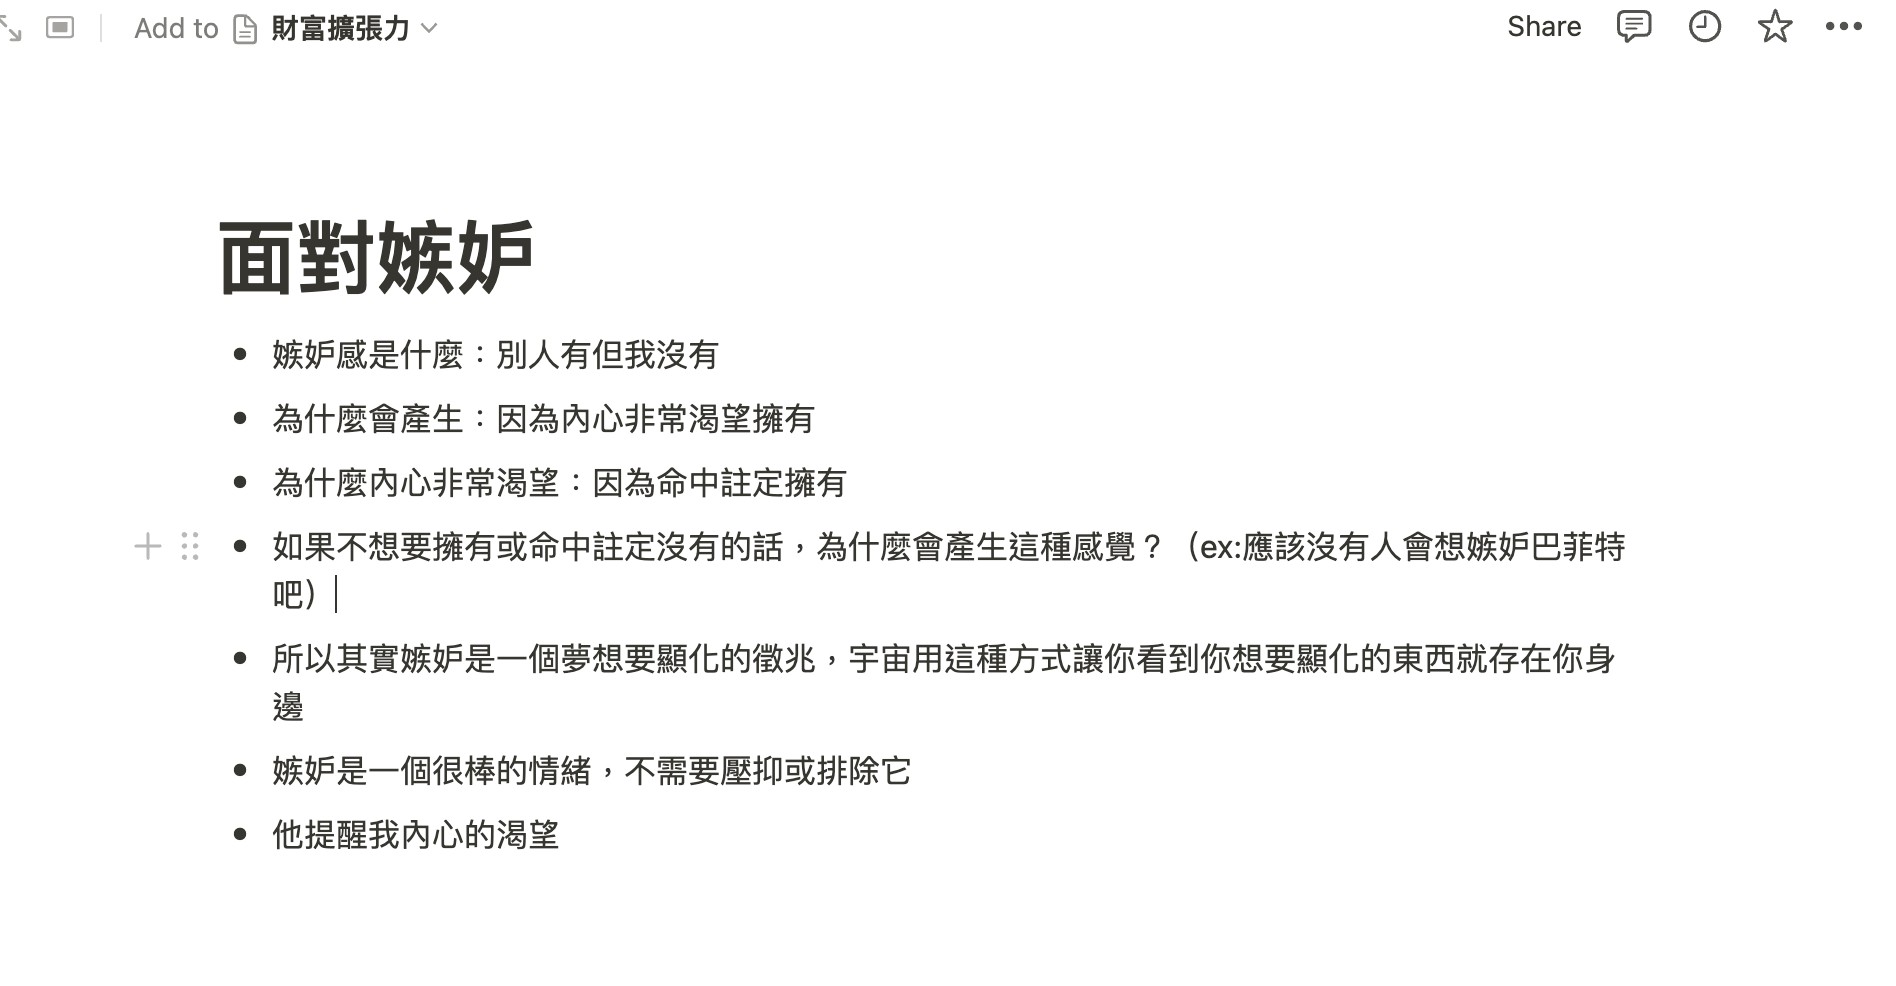 Add to 財富擴張力
Share
面對嫉妒
嫉妒感是什麼：別人有但我沒有
為什麼會產生：因為內心非常渴望擁有
為什麼內心非常渴望：因為命中註定擁有
如果不想要擁有或命中註定沒有的話，為什麼會產生這種感覺？（ex:應該沒有人會想嫉妒巴菲特
吧）
所以其實嫉妒是一個夢想要顯化的徵兆，宇宙用這種方式讓你看到你想要顯化的東西就存在你身
邊
嫉妒是一個很棒的情緒，不需要壓抑或排除它
他提醒我內心的渴望